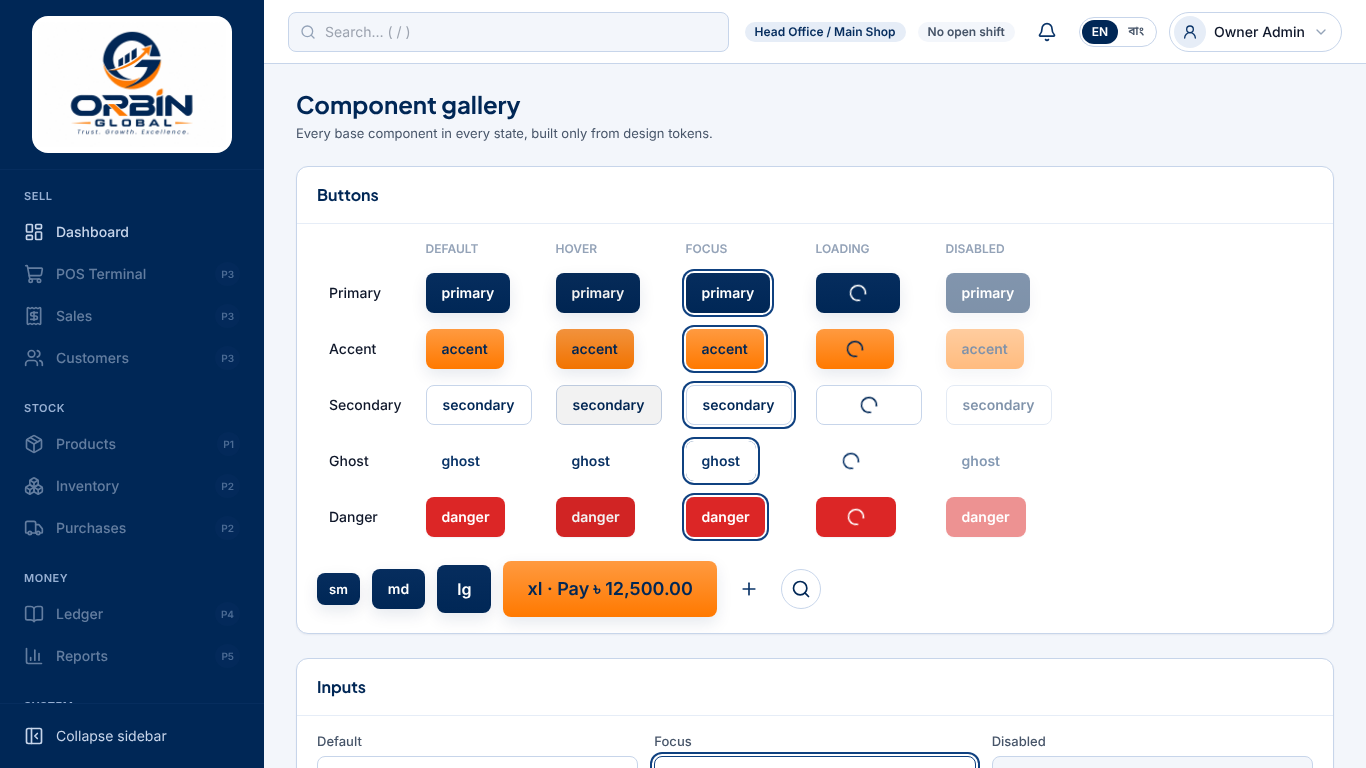 ORBIN
GLOBAL
Trust. Growth. Excellence.
SELL
Dashboard
POS Terminal P3
Sales P3
Customers P3
STOCK
Products P1
Inventory P2
Purchases P2
MONEY
Ledger P4
Reports P5
Collapse sidebar
Search... ( / )
Head Office / Main Shop
No open shift
EN বাং
Owner Admin
Component gallery
Every base component in every state, built only from design tokens.
Buttons
DEFAULT HOVER FOCUS LOADING DISABLED
Primary primary primary primary primary
Accent accent accent accent accent
Secondary secondary secondary secondary secondary
Ghost ghost ghost ghost ghost
Danger danger danger danger danger
sm md lg xl · Pay ৳ 12,500.00
Inputs
Default Focus Disabled